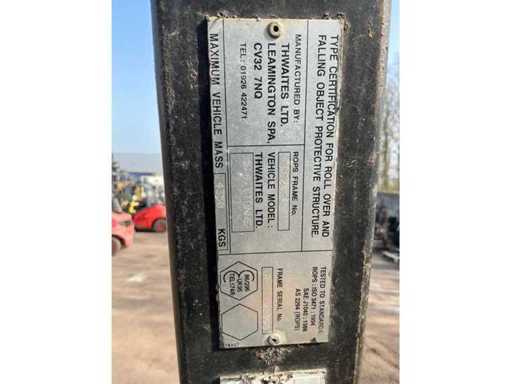 TYPE CERTIFICATION FOR ROLL OVER AND
FALLING OBJECT PROTECTIVE STRUCTURE
MANUFACTURED BY:
THWAITES LTD.
LEAMINGTON SPA,
CV32 7NQ
TEL: 01926 422471
ROPS FRAME No.
VEHICLE MODEL:
THWAITES LTD.
MAXIMUM VEHICLE MASS
KGS
TESTED TO STANDARDS:
ROPS: ISO 3471: 1994
SAE J1040: 1986
AS 2294 (ROPS)
FRAME SERIAL No.